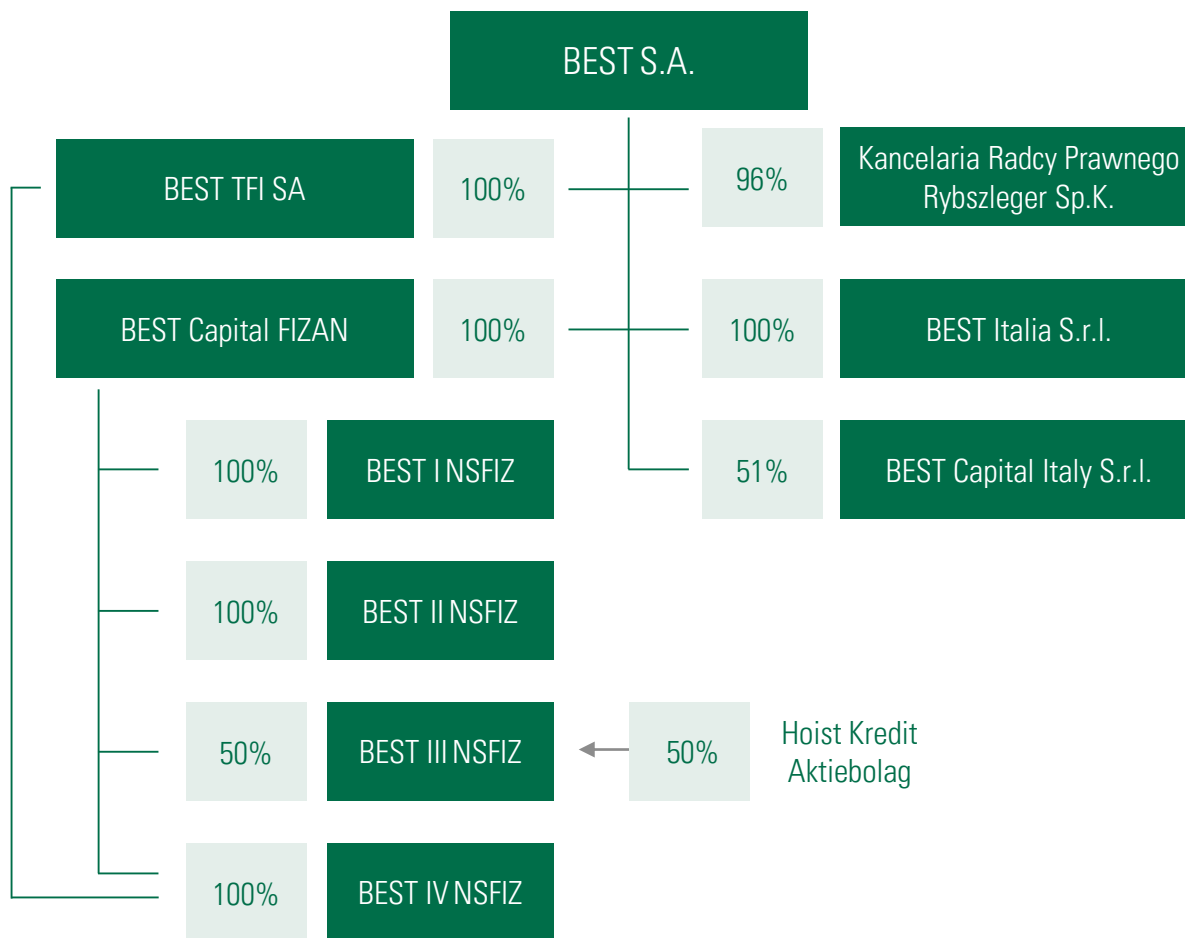 BEST S.A.
BEST TFI SA
100%
96%
Kancelaria Radcy Prawnego
Rybszleger Sp.K.
BEST Capital FIZAN
100%
100%
BEST Italia S.r.l.
100%
BEST I NSFIZ
51%
BEST Capital Italy S.r.l.
100%
BEST II NSFIZ
50%
BEST III NSFIZ
50%
Hoist Kredit
Aktiebolag
100%
BEST IV NSFIZ